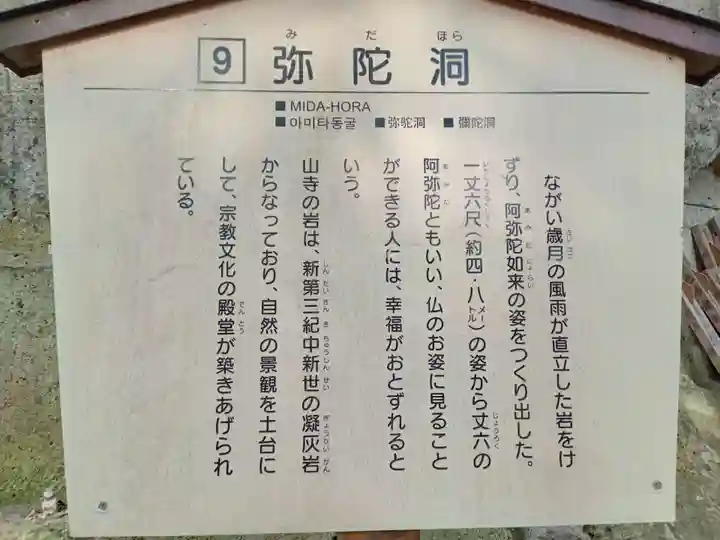 9 弥陀洞
みだほら
■ MIDA-HORA
■ 아미타동굴 ■弥陀洞 ■彌陀洞
ながい歳月の風雨が直立した岩をけ
ずり、阿弥陀如来の姿をつくり出した。
一丈六尺（約四・八メートル）の姿から丈六の
阿弥陀ともいい、仏のお姿に見ること
ができる人には、幸福がおとずれると
いう。
山寺の岩は、新第三紀中新世の凝灰岩
からなっており、自然の景観を土台に
して、宗教文化の殿堂が築きあげられ
ている。